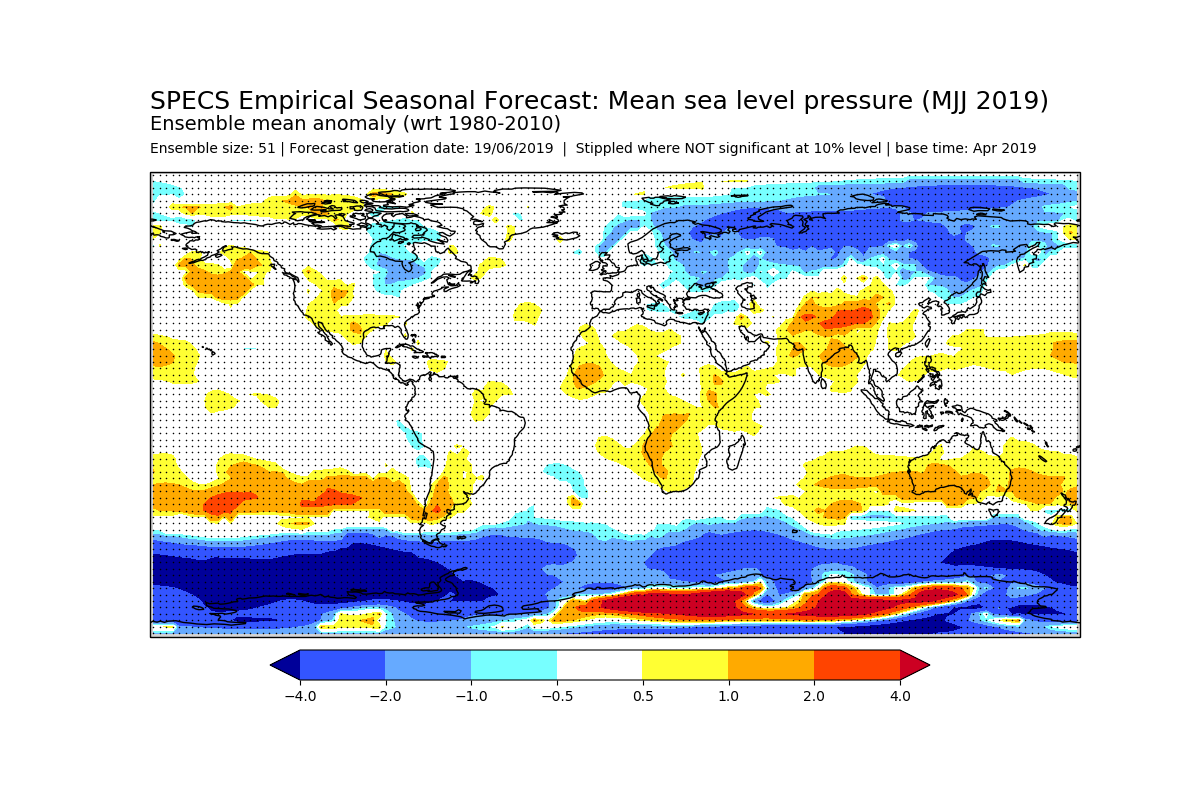 SPECS Empirical Seasonal Forecast: Mean sea level pressure (MJJ 2019)
Ensemble mean anomaly (wrt 1980-2010)
Ensemble size: 51 | Forecast generation date: 19/06/2019 | Stippled where NOT significant at 10% level | base time: Apr 2019
−4.0 −2.0 −1.0 −0.5 0.5 1.0 2.0 4.0